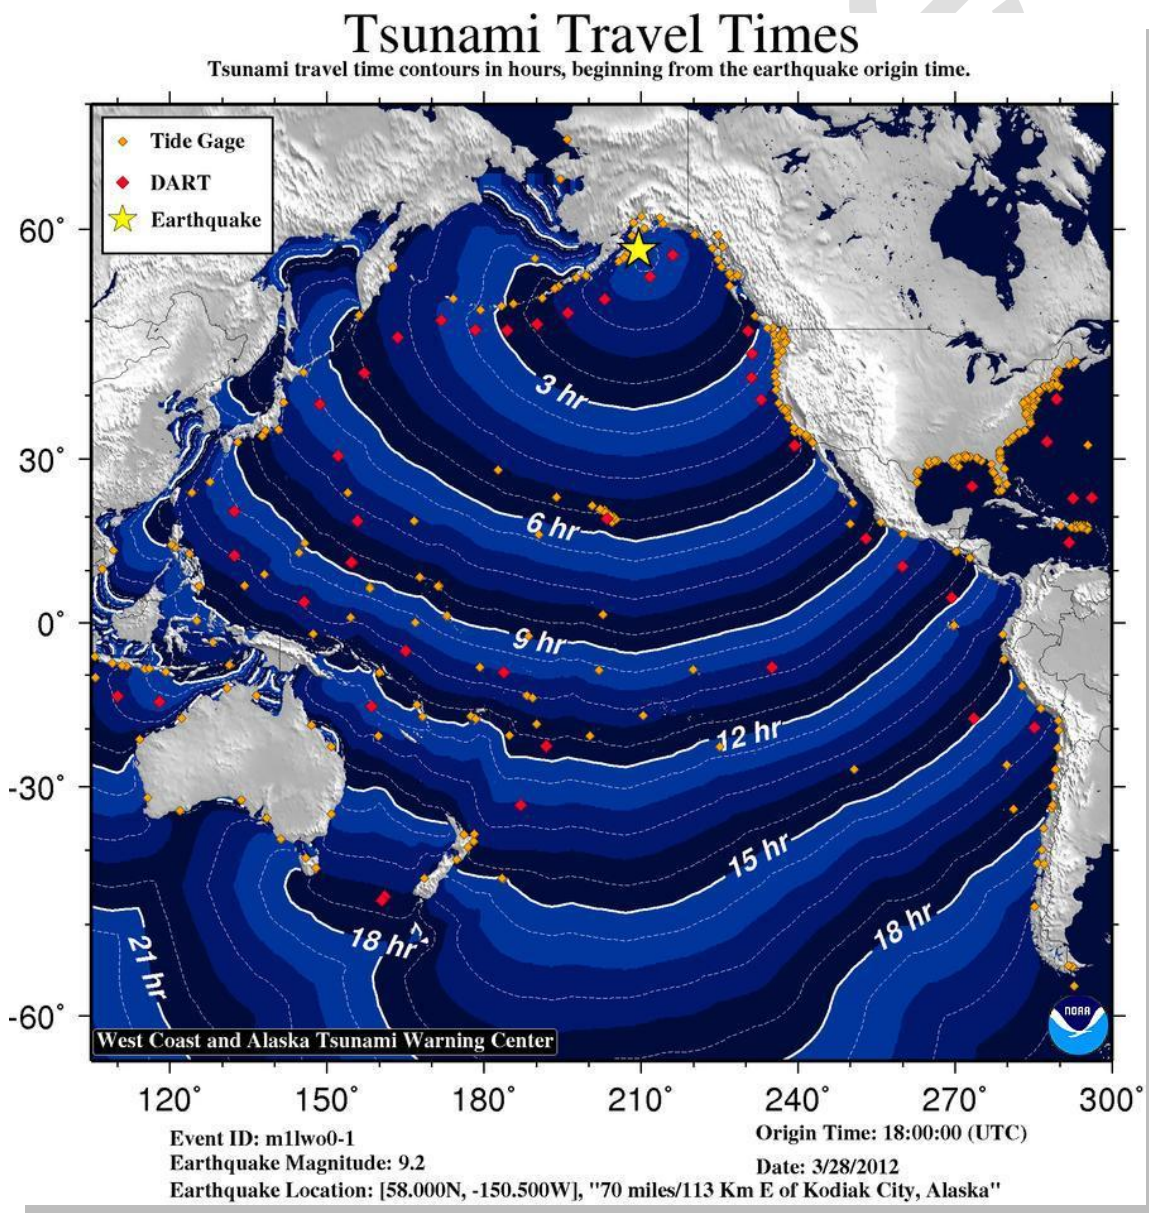 Tsunami Travel Times
Tsunami travel time contours in hours, beginning from the earthquake origin time.
Tide Gage
DART
Earthquake
60°
30°
0°
-30°
-60°
3 hr
6 hr
9 hr
12 hr
15 hr
18 hr
18 hr
21 hr
NOAA
West Coast and Alaska Tsunami Warning Center
120° 150° 180° 210° 240° 270° 300°
Event ID: m1lwo0-1
Origin Time: 18:00:00 (UTC)
Earthquake Magnitude: 9.2
Date: 3/28/2012
Earthquake Location: [58.000N, -150.500W], "70 miles/113 Km E of Kodiak City, Alaska"